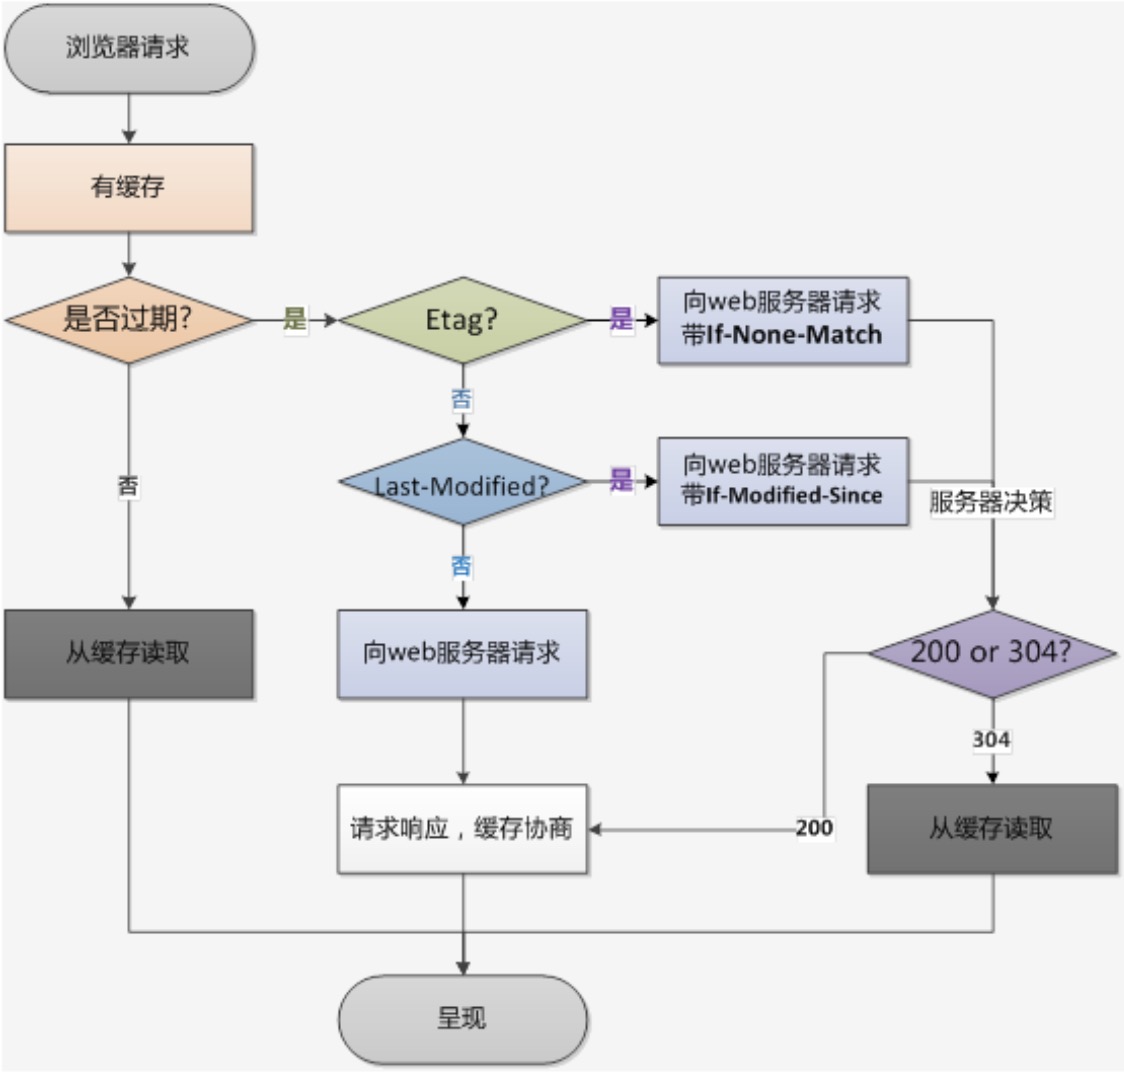 浏览器请求
有缓存
是否过期?
是
Etag?
是
向web服务器请求
带If-None-Match
否
否
Last-Modified?
是
向web服务器请求
带If-Modified-Since
服务器决策
否
从缓存读取
向web服务器请求
200 or 304?
304
请求响应，缓存协商
200
从缓存读取
呈现